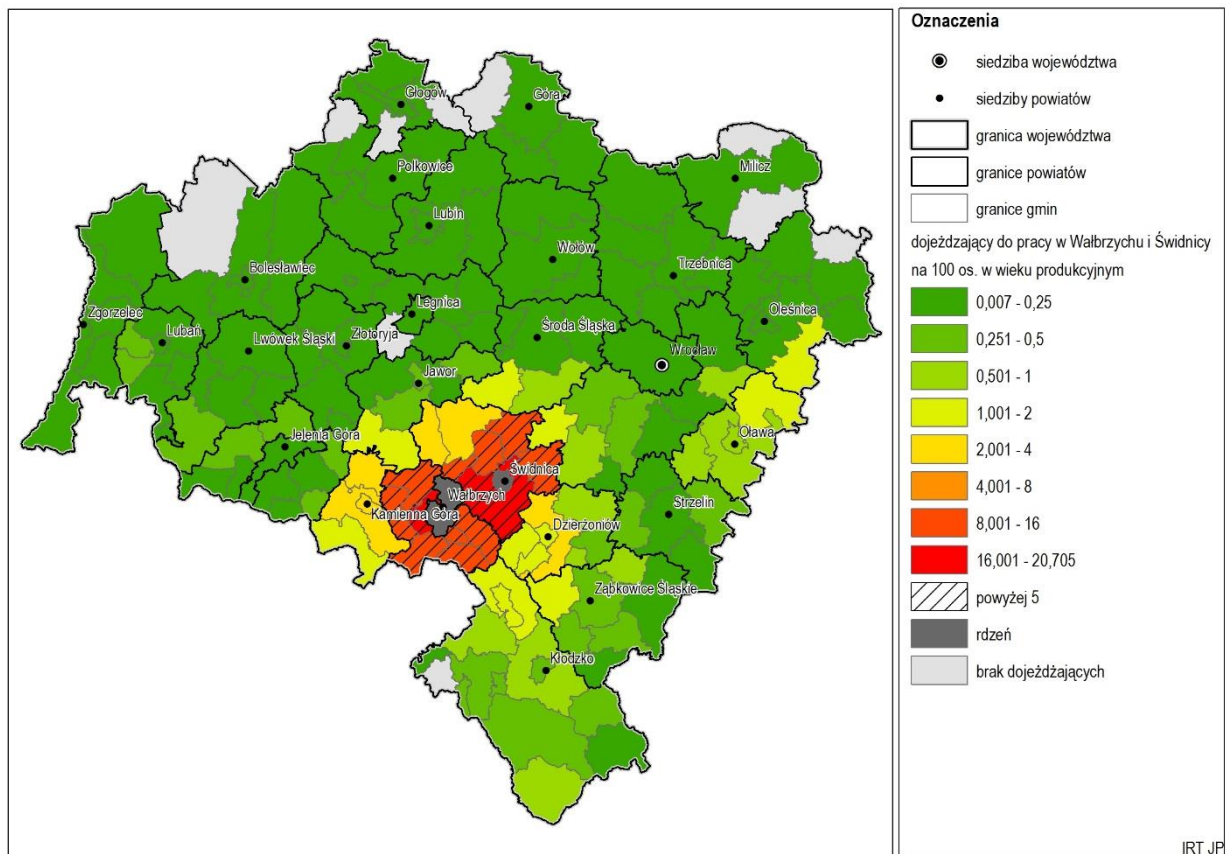 Głogów
Góra
Milicz
Polkowice
Lubin
Wołów
Trzebnica
Bolesławiec
Oleśnica
Legnica
Zgorzelec
Lubań
Lwówek Śląski
Złotoryja
Środa Śląska
Wrocław
Jawor
Jelenia Góra
Oława
Świdnica
Wałbrzych
Kamienna Góra
Strzelin
Dzierżoniów
Ząbkowice Śląskie
Kłodzko
Oznaczenia
siedziba województwa
siedziby powiatów
granica województwa
granice powiatów
granice gmin
dojeżdzający do pracy w Wałbrzychu i Świdnicy
na 100 os. w wieku produkcyjnym
0,007 - 0,25
0,251 - 0,5
0,501 - 1
1,001 - 2
2,001 - 4
4,001 - 8
8,001 - 16
16,001 - 20,705
powyżej 5
rdzeń
brak dojeżdżających
IRT JP